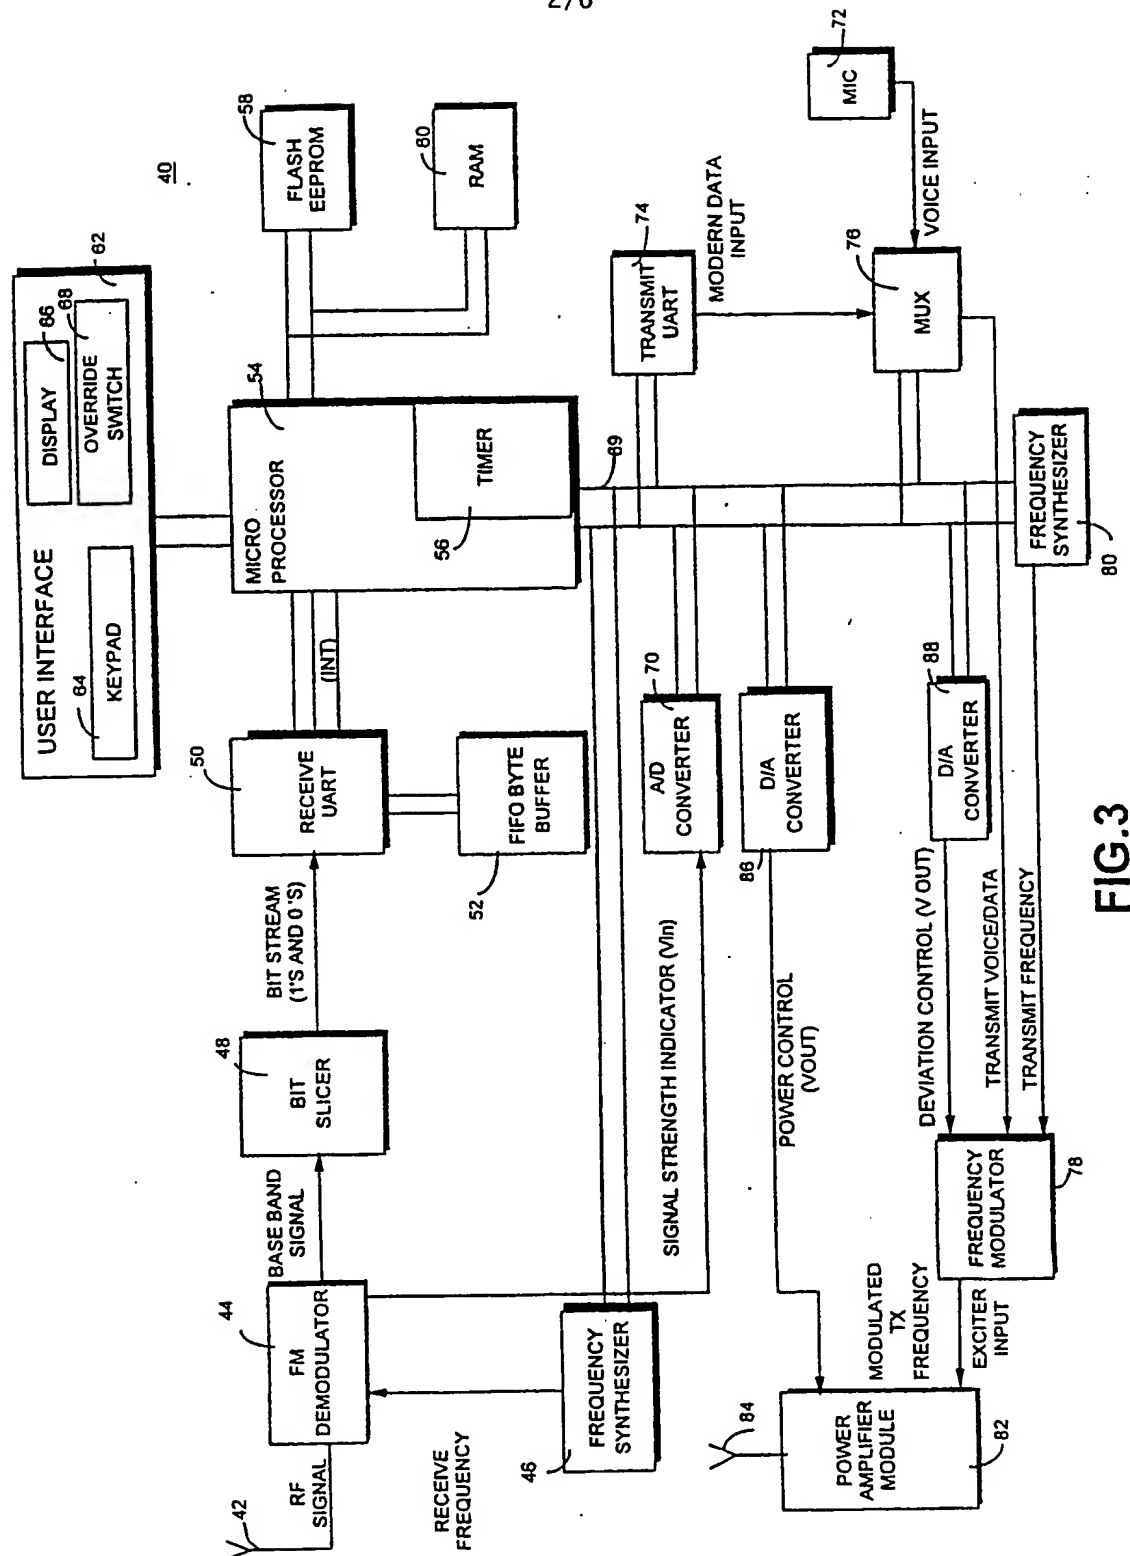 2/6
40
USER INTERFACE
62
DISPLAY
66
OVERRIDE
SWITCH
68
KEYPAD
64
FLASH
EEPROM
58
RAM
60
MICRO
PROCESSOR
54
TIMER
56
(INT)
RECEIVE
UART
50
FIFO BYTE
BUFFER
52
BIT STREAM
(1'S AND 0'S)
BIT
SLICER
48
BASE BAND
SIGNAL
FM
DEMODULATOR
44
RF
SIGNAL
42
RECEIVE
FREQUENCY
FREQUENCY
SYNTHESIZER
46
SIGNAL STRENGTH INDICATOR (Vin)
A/D
CONVERTER
70
69
TRANSMIT
UART
74
MODERN DATA
INPUT
MIC
72
VOICE INPUT
MUX
76
D/A
CONVERTER
86
POWER CONTROL
(VOUT)
D/A
CONVERTER
88
DEVIATION CONTROL (V OUT)
TRANSMIT VOICE/DATA
TRANSMIT FREQUENCY
FREQUENCY
SYNTHESIZER
80
FREQUENCY
MODULATOR
78
MODULATED
TX
FREQUENCY
EXCITER
INPUT
POWER
AMPLIFIER
MODULE
82
84
FIG.3